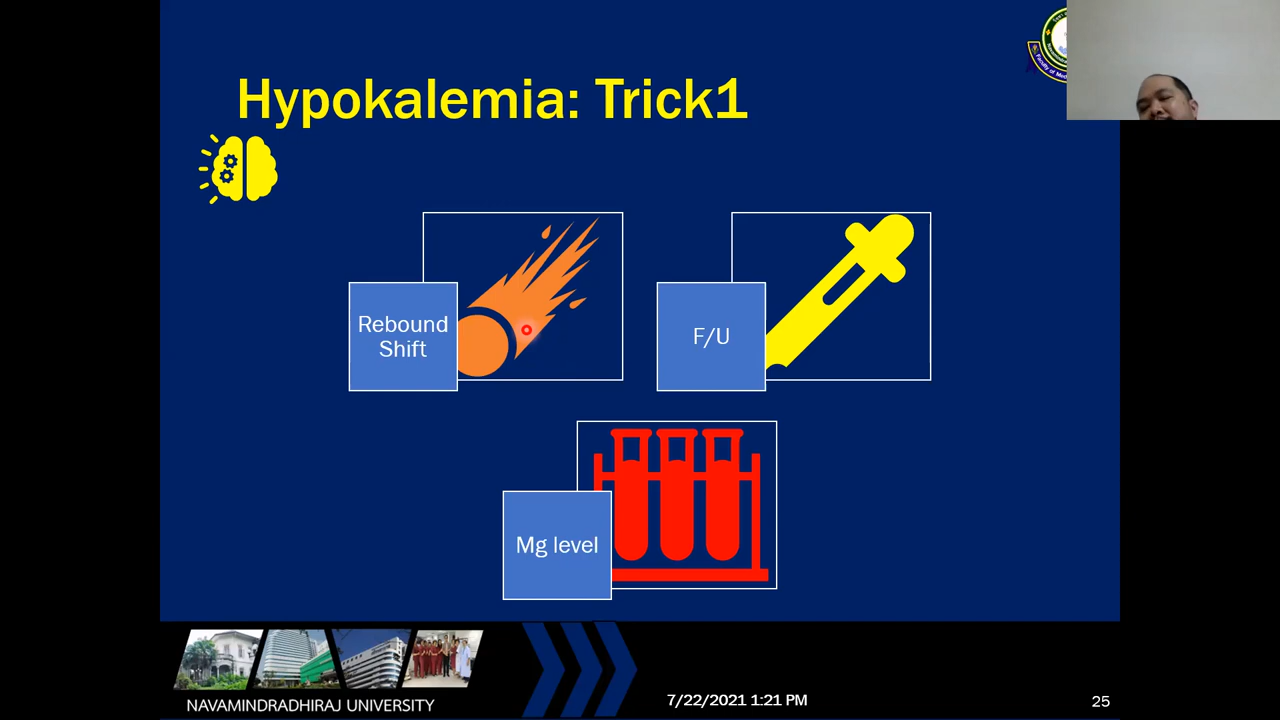 Hypokalemia: Trick1
Rebound
Shift
F/U
Mg level
NAVAMINDRADHIRAJ UNIVERSITY
7/22/2021 1:21 PM
25